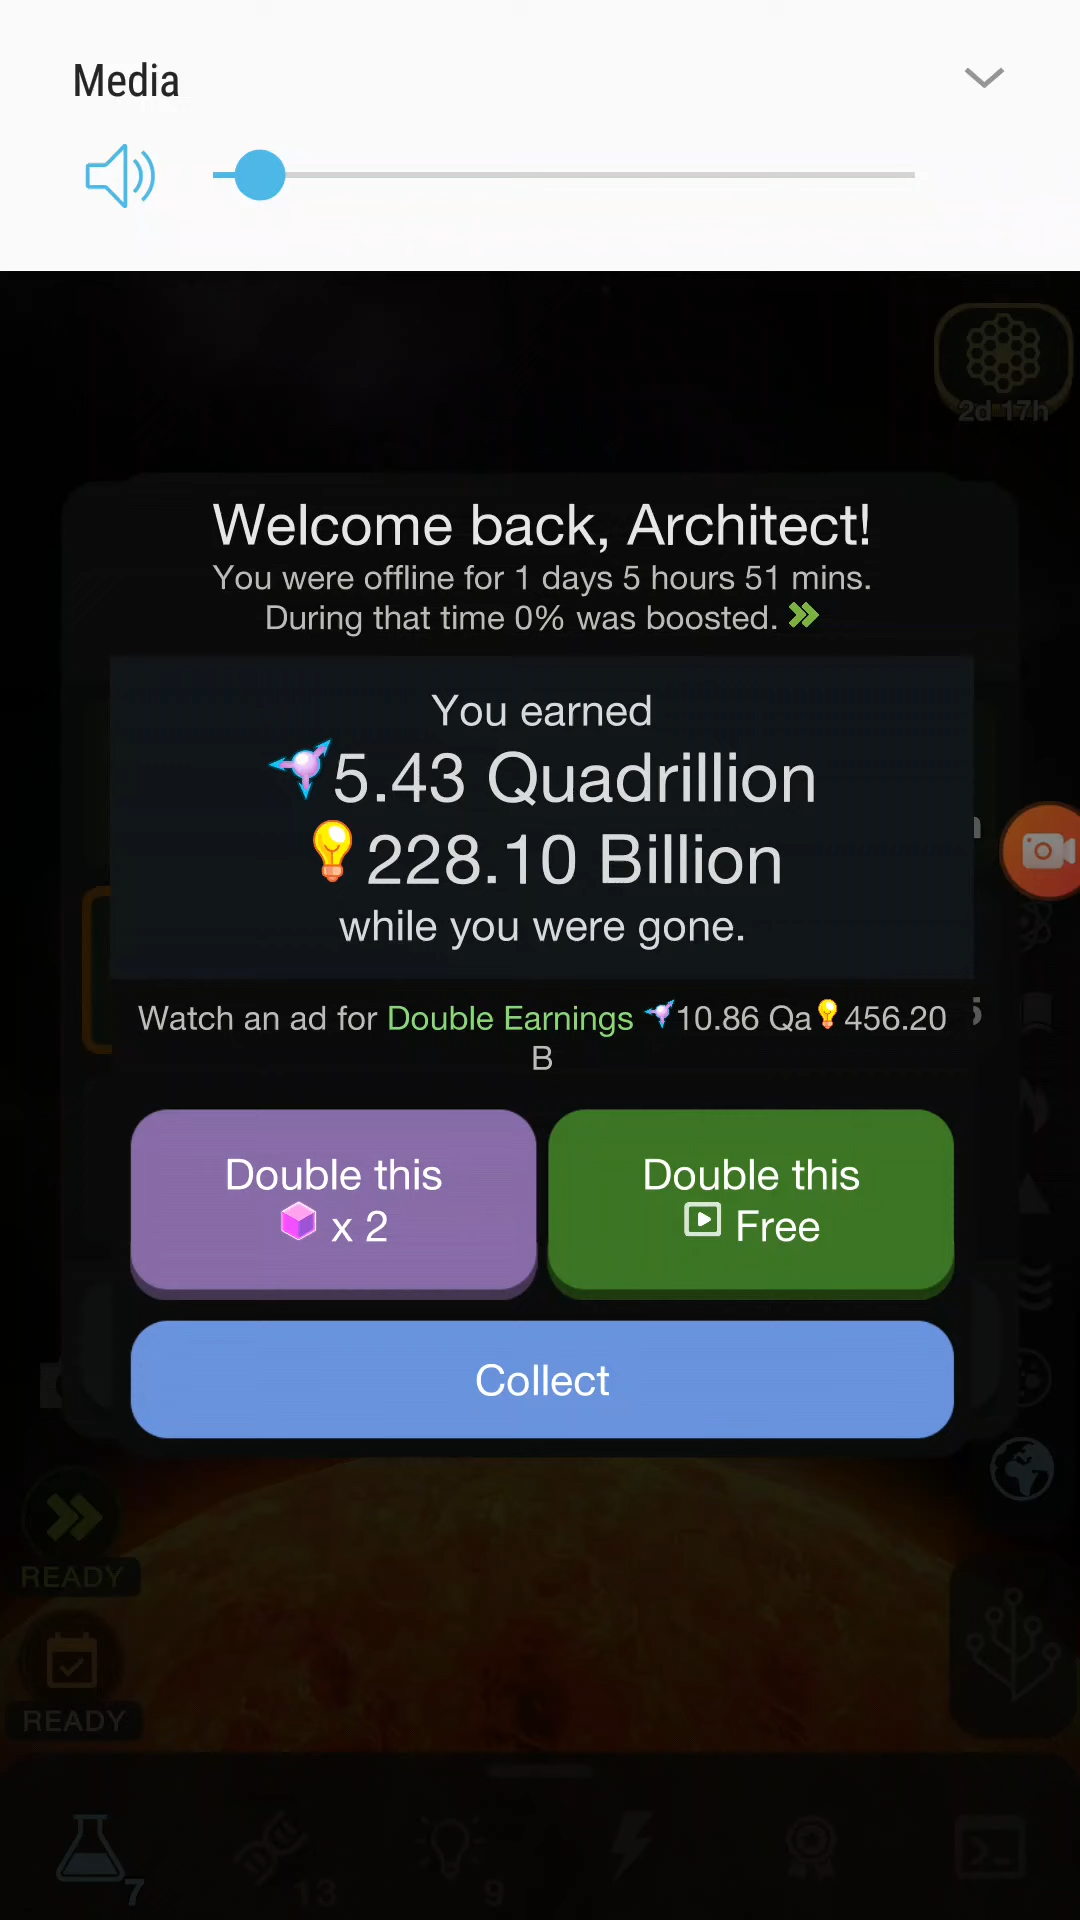 Media
2d 17h
Welcome back, Architect!
You were offline for 1 days 5 hours 51 mins.
During that time 0% was boosted.
You earned
5.43 Quadrillion
228.10 Billion
while you were gone.
Watch an ad for Double Earnings 10.86 Qa 456.20
B
Double this
x 2
Double this
Free
Collect
READY
READY
7
13
9